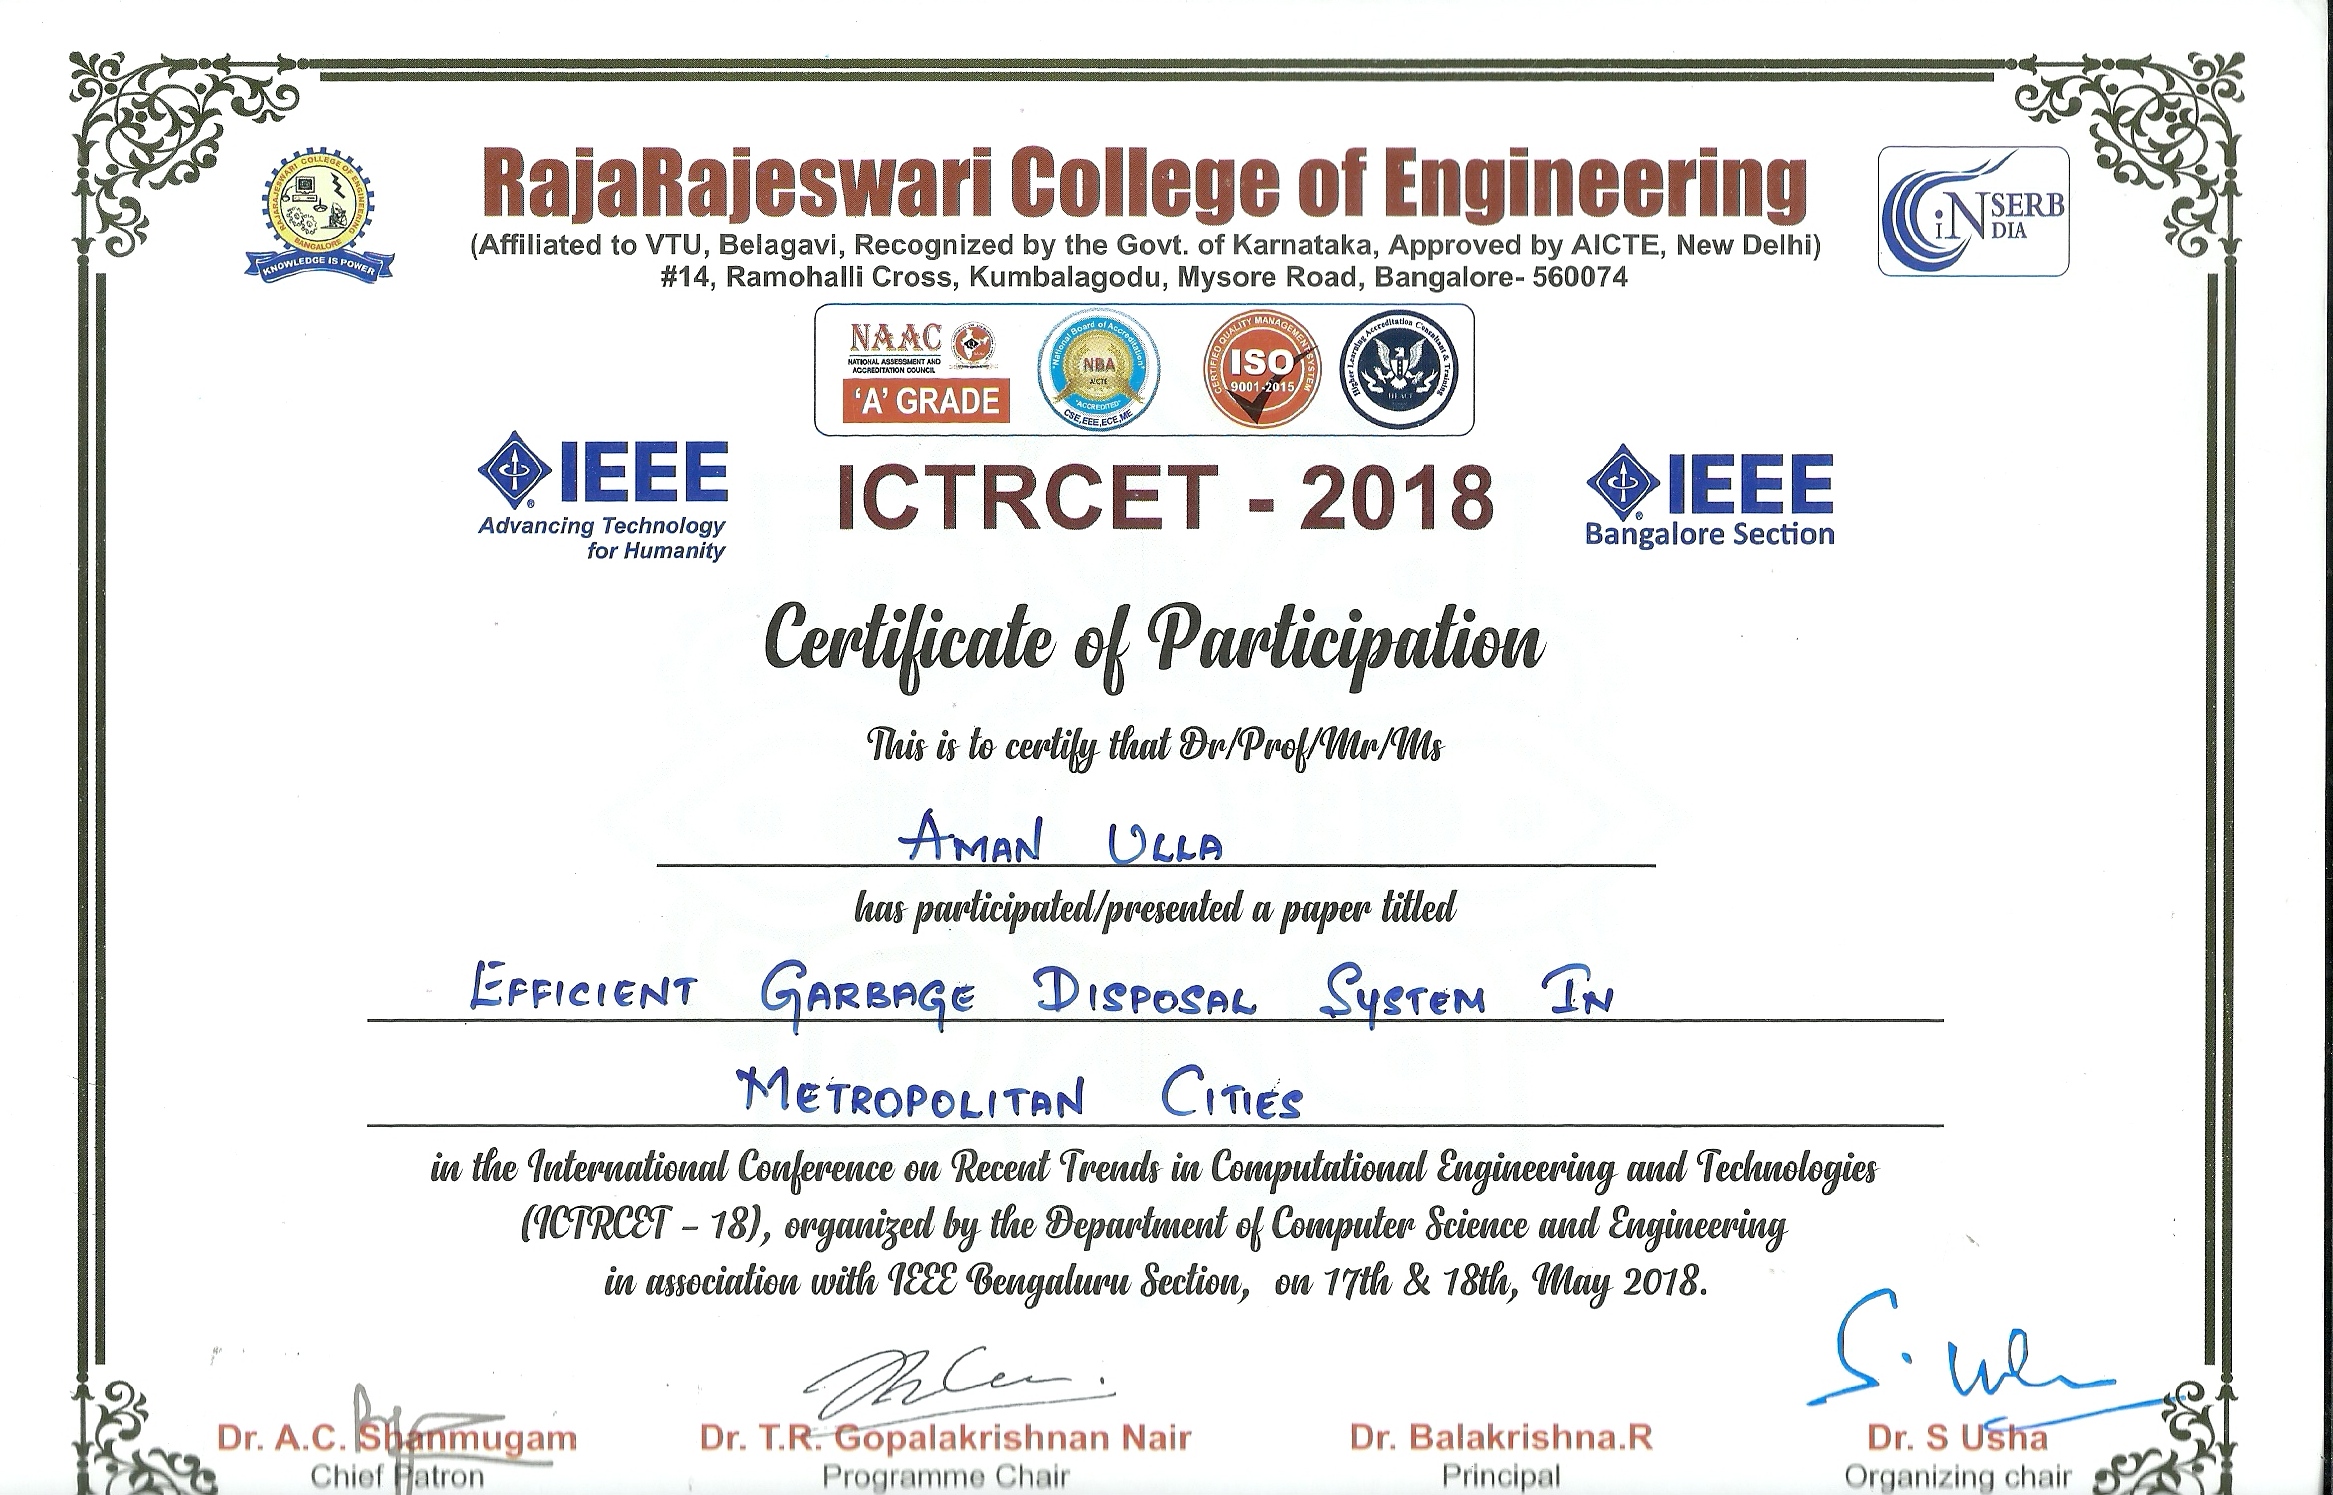 RajaRajeswari College of Engineering
(Affiliated to VTU, Belagavi, Recognized by the Govt. of Karnataka, Approved by AICTE, New Delhi)
#14, Ramohalli Cross, Kumbalagodu, Mysore Road, Bangalore- 560074
RAJARAJESWARI COLLEGE OF ENGINEERING
BANGALORE
KNOWLEDGE IS POWER
iNSERB
DIA
NAAC
NATIONAL ASSESSMENT AND
ACCREDITATION COUNCIL
'A' GRADE
National Board of Accreditation
NBA
AICTE
"ACCREDITED"
CSE,EEE,ECE,ME
CERTIFIED QUALITY MANAGEMENT SYSTEM
ISO
9001-2015
Higher Learning Accreditation Consultant & Training
IEEE
Advancing Technology
for Humanity
ICTRCET - 2018
IEEE
Bangalore Section
Certificate of Participation
This is to certify that Dr/Prof/Mr/Ms
AMAN ULLA
has participated/presented a paper titled
EFFICIENT GARBAGE DISPOSAL SYSTEM IN
METROPOLITAN CITIES
in the International Conference on Recent Trends in Computational Engineering and Technologies
(ICTRCET – 18), organized by the Department of Computer Science and Engineering
in association with IEEE Bengaluru Section, on 17th & 18th, May 2018.
Dr. A.C. Shanmugam
Chief Patron
Dr. T.R. Gopalakrishnan Nair
Programme Chair
Dr. Balakrishna.R
Principal
S. Usha
Dr. S Usha
Organizing chair